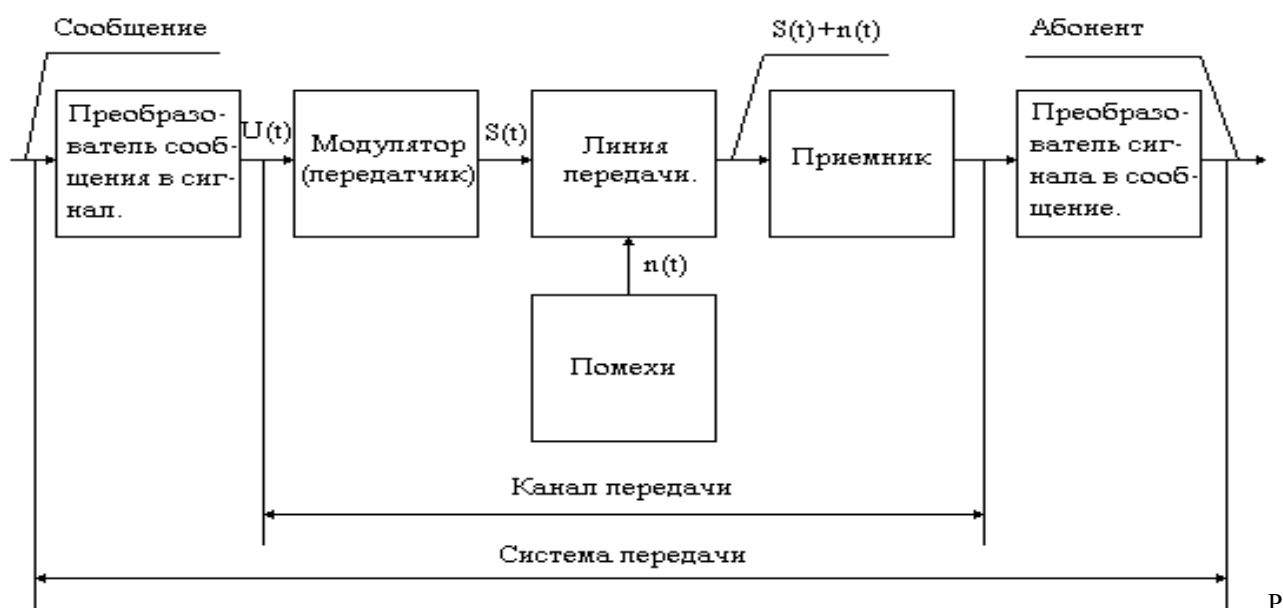 Сообщение
S(t)+n(t)
Абонент
Преобразо-
ватель сооб-
щения в сиг-
нал.
U(t)
Модулятор
(передатчик)
S(t)
Линия
передачи.
Приемник
Преобразо-
ватель сиг-
нала в сооб-
щение.
n(t)
Помехи
Канал передачи
Система передачи
Р